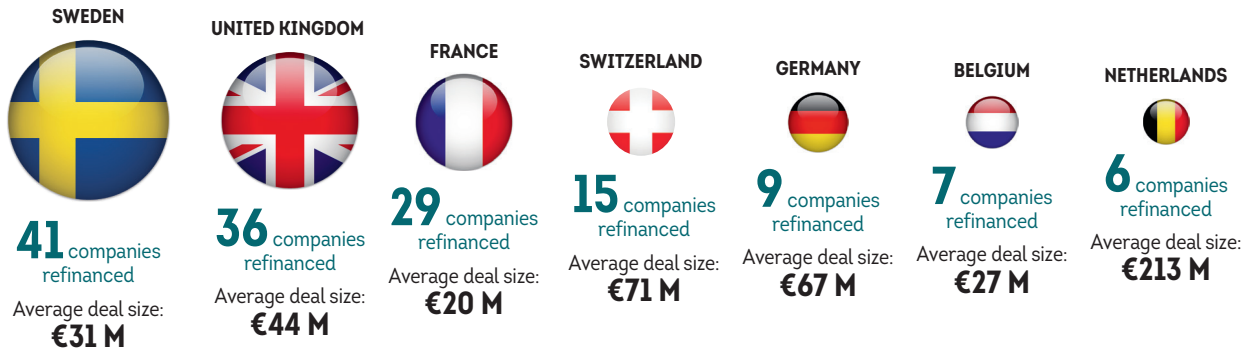 SWEDEN
41 companies
refinanced
Average deal size:
€31 M
UNITED KINGDOM
36 companies
refinanced
Average deal size:
€44 M
FRANCE
29 companies
refinanced
Average deal size:
€20 M
SWITZERLAND
15 companies
refinanced
Average deal size:
€71 M
GERMANY
9 companies
refinanced
Average deal size:
€67 M
BELGIUM
7 companies
refinanced
Average deal size:
€27 M
NETHERLANDS
6 companies
refinanced
Average deal size:
€213 M